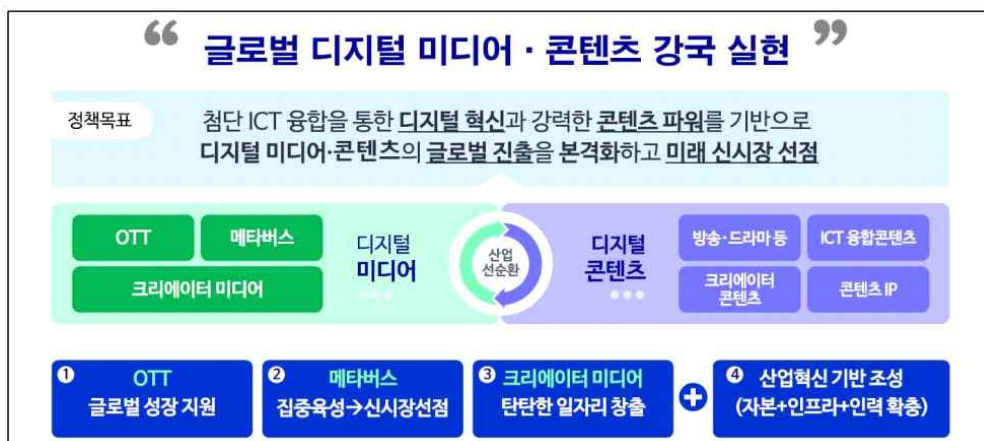 “ 글로벌 디지털 미디어 · 콘텐츠 강국 실현 ”
정책목표
첨단 ICT 융합을 통한 디지털 혁신과 강력한 콘텐츠 파워를 기반으로
디지털 미디어·콘텐츠의 글로벌 진출을 본격화하고 미래 신시장 선점
OTT
메타버스
크리에이터 미디어
디지털
미디어
산업
선순환
디지털
콘텐츠
방송·드라마 등
ICT 융합콘텐츠
크리에이터
콘텐츠
콘텐츠 IP
1 OTT
글로벌 성장 지원
2 메타버스
집중육성→신시장선점
3 크리에이터 미디어
탄탄한 일자리 창출
+
4 산업혁신 기반 조성
(자본+인프라+인력 확충)